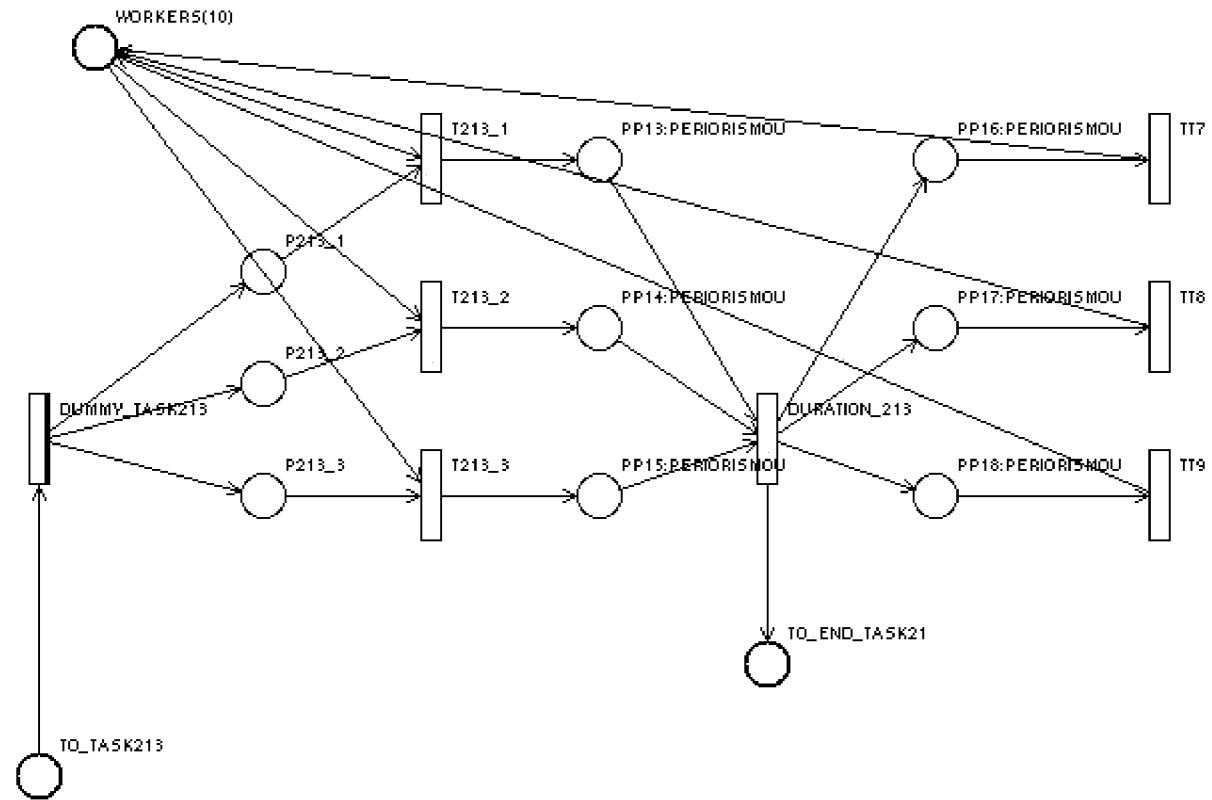 WORKERS(10)
T213_1
PP13:PERIORISMOU
PP16:PERIORISMOU
TT7
P213_1
T213_2
PP14:PERIORISMOU
PP17:PERIORISMOU
TT8
P213_2
DUMMY_TASK213
DURATION_213
P213_3
T213_3
PP15:PERIORISMOU
PP18:PERIORISMOU
TT9
TO_END_TASK21
TO_TASK213